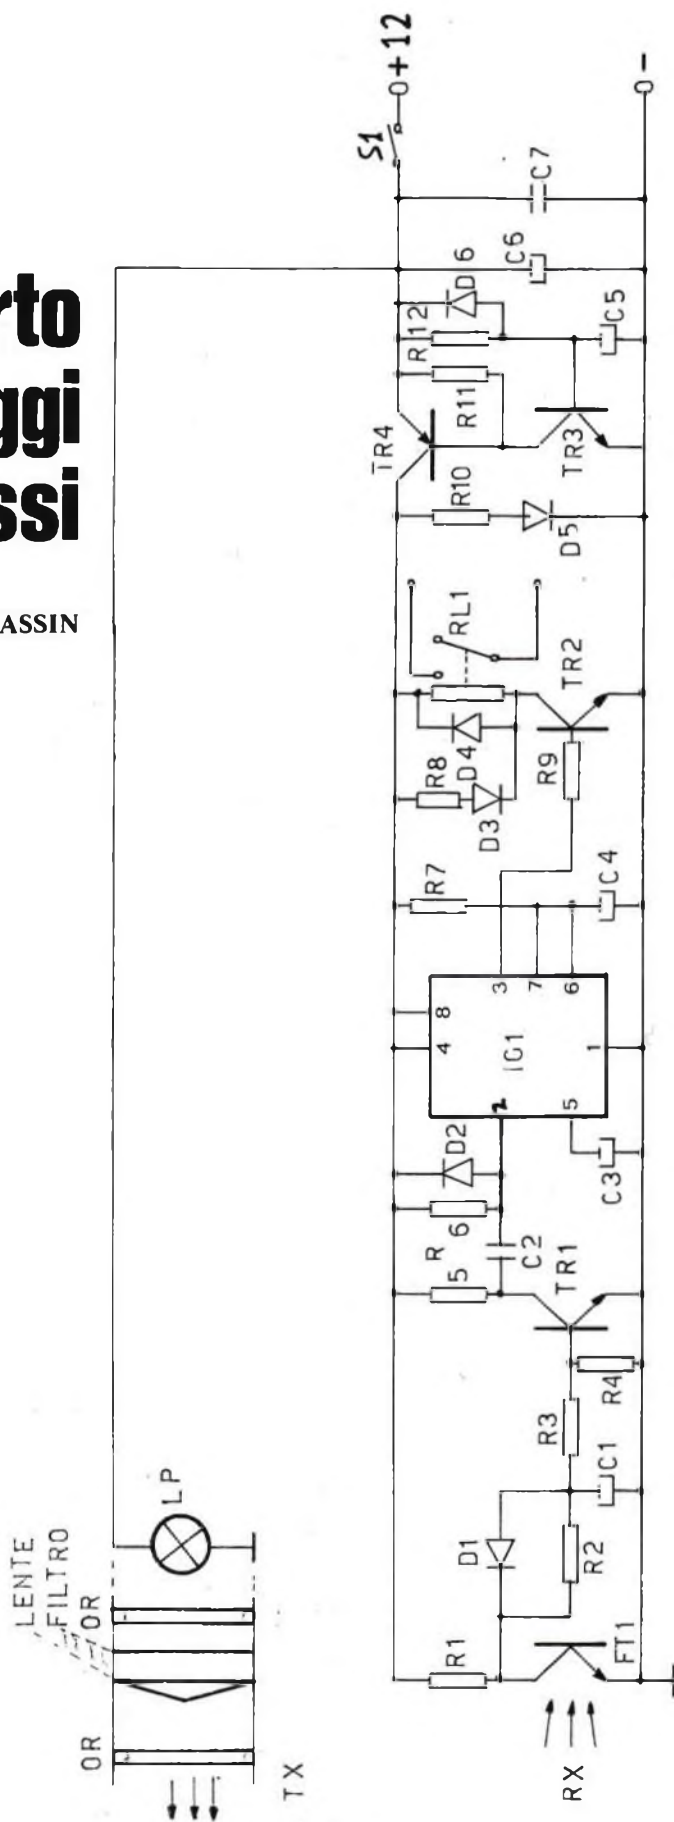 rto
ggi
ssi
ASSIN
LENTE
FILTRO
OR
OR
LP
TX
S1
O+12
O-
C7
C6
D6
R12
R11
C5
TR4
TR3
R10
D5
RL1
TR2
D4
R8
D3
R9
R7
C4
3
7
6
8
4
IC1
1
2
5
D2
R6
C3
R5
C2
TR1
R4
R3
C1
D1
R2
R1
FT1
RX